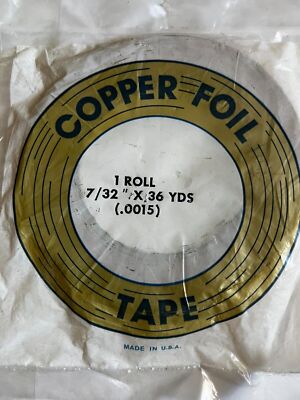 COPPER FOIL
1 ROLL
7/32" X 36 YDS
(.0015)
TAPE
MADE IN U.S.A.